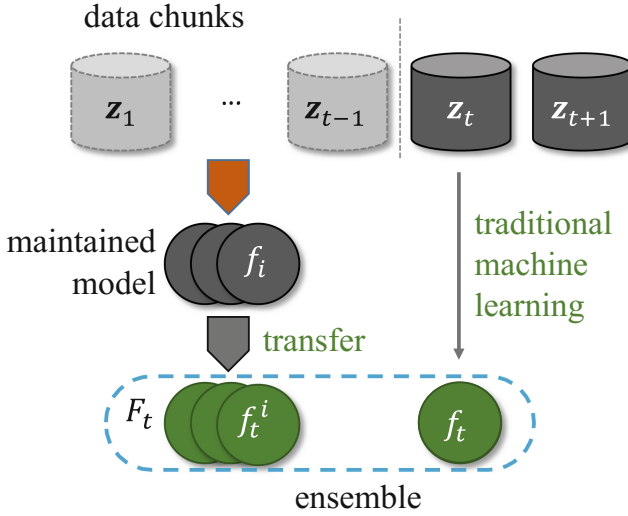 data chunks
z₁ ... zₜ₋₁ zₜ zₜ₊₁
maintained
model
fᵢ
traditional
machine
learning
transfer
Fₜ fₜⁱ fₜ
ensemble